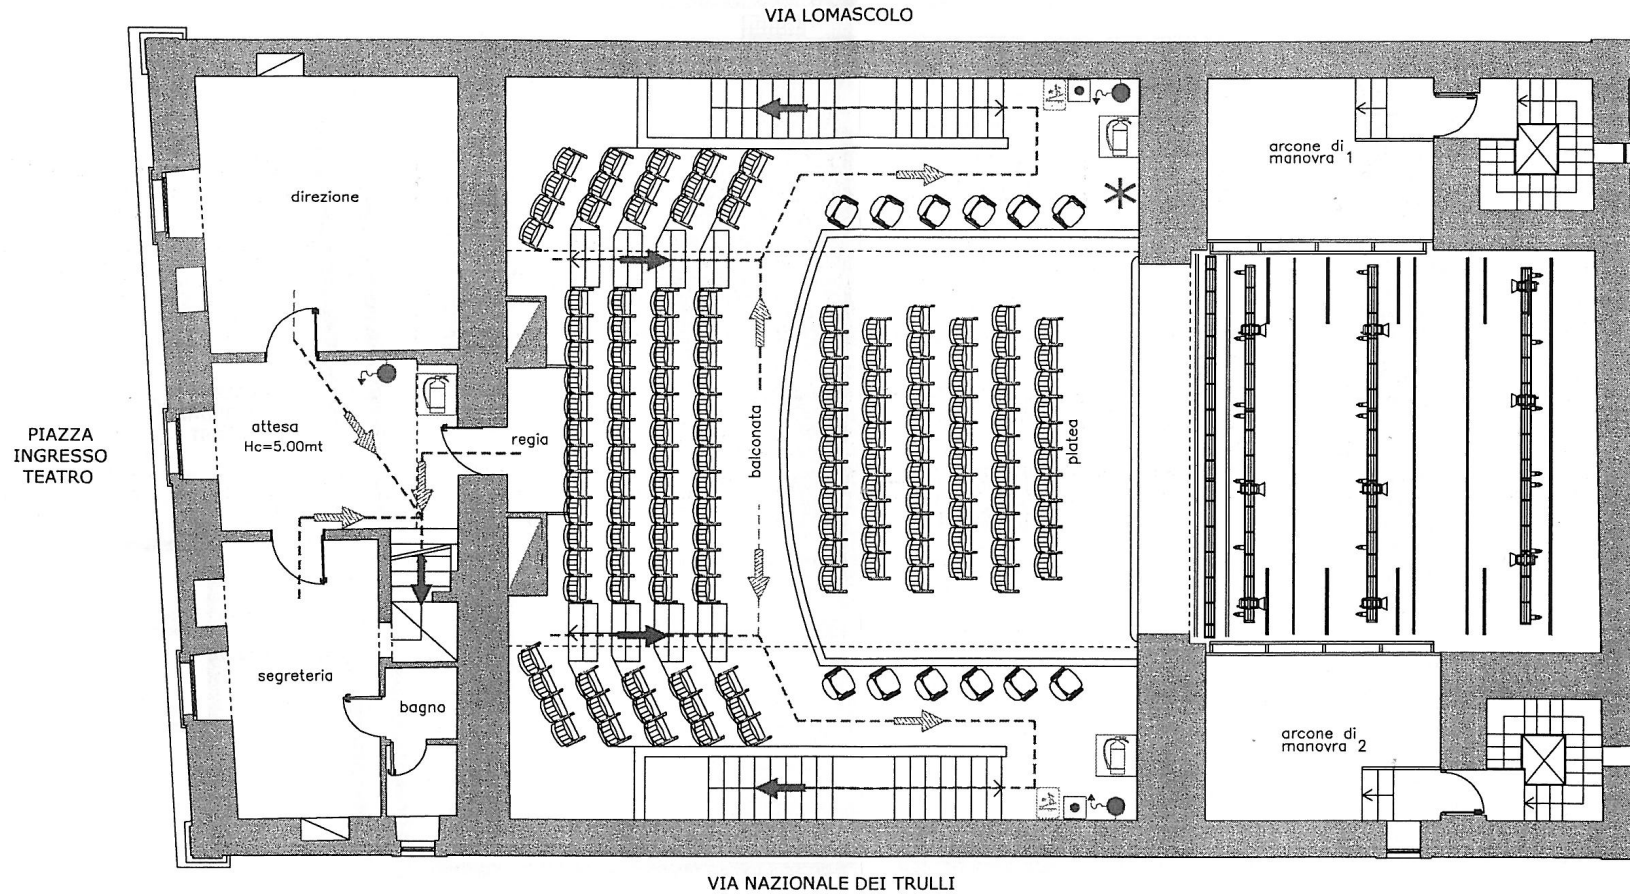 VIA LOMASCOLO
arcone di
manovra 1
direzione
PIAZZA
INGRESSO
TEATRO
attesa
Hc=5.00mt
regia
balconata
platea
segreteria
bagno
arcone di
manovra 2
VIA NAZIONALE DEI TRULLI